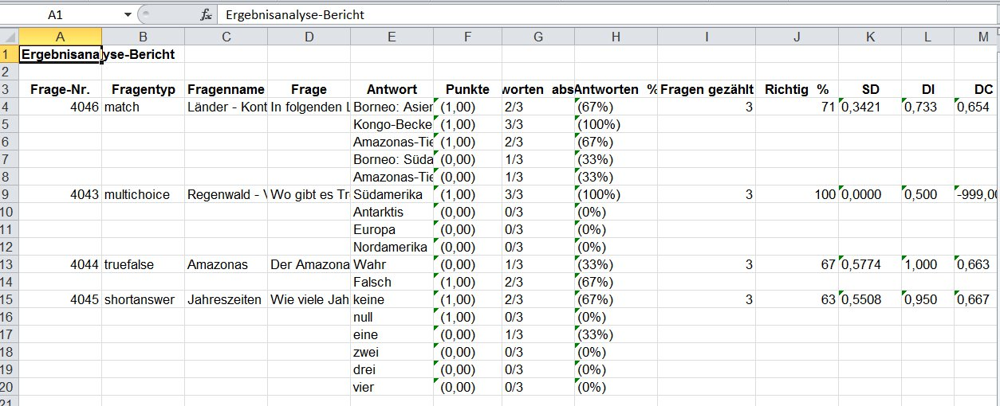 A1 fx Ergebnisanalyse-Bericht
A B C D E F G H I J K L M
1 Ergebnisanalyse-Bericht
2
3 Frage-Nr. Fragentyp Fragenname Frage Antwort Punkte worten abs Antworten % Fragen gezählt Richtig % SD DI DC
4 4046 match Länder - Kont In folgenden L Borneo: Asien (1,00) 2/3 (67%) 3 71 0,3421 0,733 0,654
5 Kongo-Becke (1,00) 3/3 (100%)
6 Amazonas-Tie (1,00) 2/3 (67%)
7 Borneo: Süda (0,00) 1/3 (33%)
8 Amazonas-Tie (0,00) 1/3 (33%)
9 4043 multichoice Regenwald - V Wo gibt es Tr Südamerika (1,00) 3/3 (100%) 3 100 0,0000 0,500 -999,00
10 Antarktis (0,00) 0/3 (0%)
11 Europa (0,00) 0/3 (0%)
12 Nordamerika (0,00) 0/3 (0%)
13 4044 truefalse Amazonas Der Amazona Wahr (0,00) 1/3 (33%) 3 67 0,5774 1,000 0,663
14 Falsch (1,00) 2/3 (67%)
15 4045 shortanswer Jahreszeiten Wie viele Jah keine (1,00) 2/3 (67%) 3 63 0,5508 0,950 0,667
16 null (1,00) 0/3 (0%)
17 eine (0,00) 1/3 (33%)
18 zwei (0,00) 0/3 (0%)
19 drei (0,00) 0/3 (0%)
20 vier (0,00) 0/3 (0%)
21